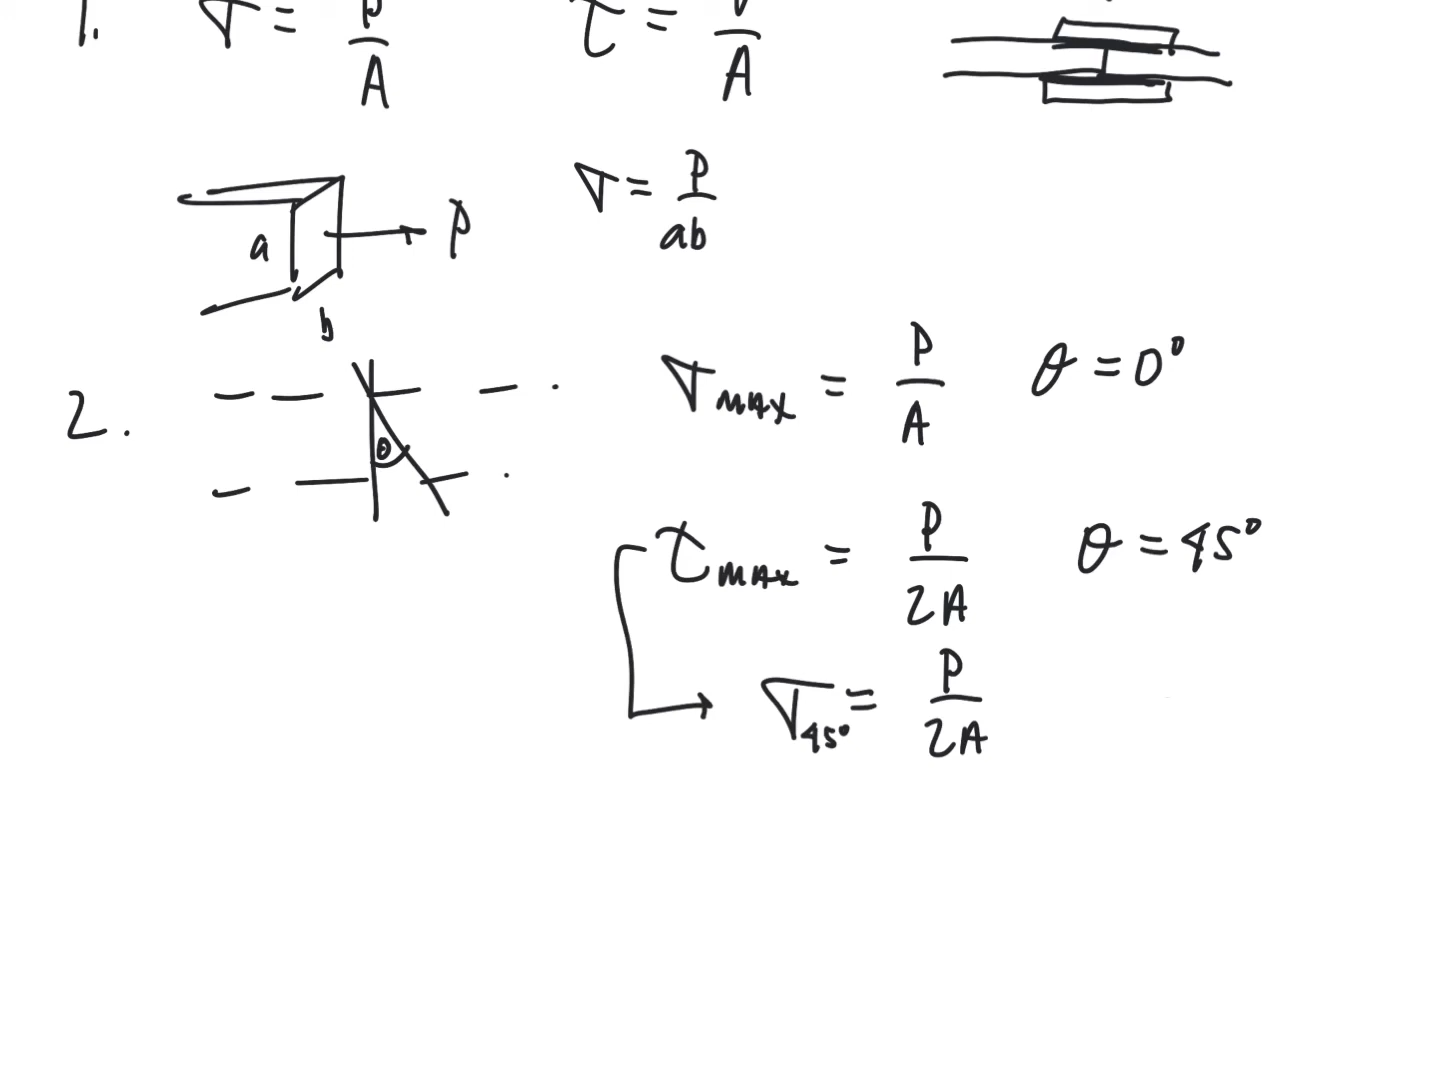 1. σ = P/A τ = V/A
a b P σ = P/ab
2. θ σmax = P/A θ = 0°
τmax = P/2A θ = 45°
σ45° = P/2A